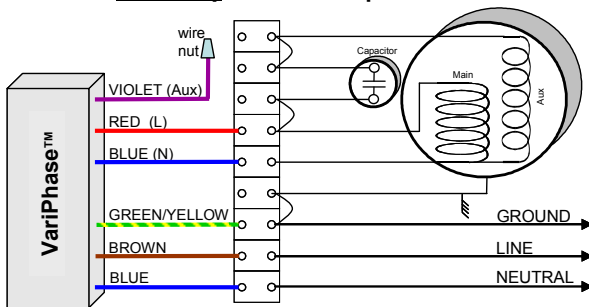 wire
nut
Capacitor
Main
Aux
VIOLET (Aux)
RED (L)
BLUE (N)
VariPhase™
GREEN/YELLOW
GROUND
BROWN
LINE
BLUE
NEUTRAL